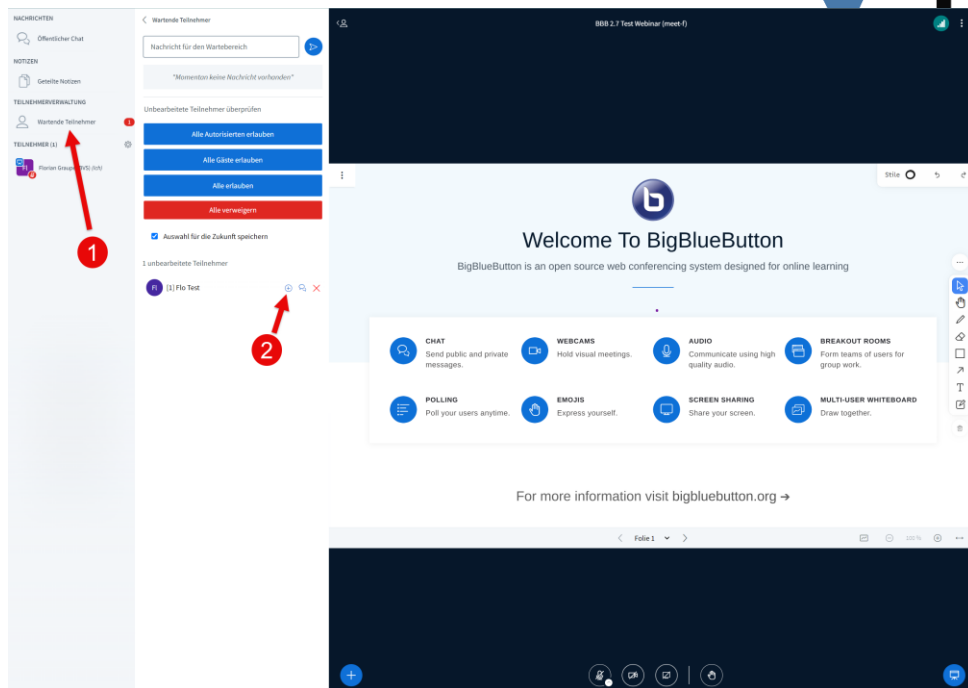 NACHRICHTEN
Öffentlicher Chat
NOTIZEN
Geteilte Notizen
TEILNEHMERVERWALTUNG
Wartende Teilnehmer
1
TEILNEHMER (1)
Fl
Florian Groups (ich)
1
Wartende Teilnehmer
Nachricht für den Wartebereich
"Momentan keine Nachricht vorhanden"
Unbearbeitete Teilnehmer überprüfen
Alle Autorisierten erlauben
Alle Gäste erlauben
Alle erlauben
Alle verweigern
Auswahl für die Zukunft speichern
1 unbearbeitete Teilnehmer
Fl
[1] Flo Test
2
BBB 2.7 Test Webinar (meet-f)
Stile
b
Welcome To BigBlueButton
BigBlueButton is an open source web conferencing system designed for online learning
CHAT
Send public and private
messages.
WEBCAMS
Hold visual meetings.
AUDIO
Communicate using high
quality audio.
BREAKOUT ROOMS
Form teams of users for
group work.
POLLING
Poll your users anytime.
EMOJIS
Express yourself.
SCREEN SHARING
Share your screen.
MULTI-USER WHITEBOARD
Draw together.
For more information visit bigbluebutton.org →
T
Folie 1
100 %